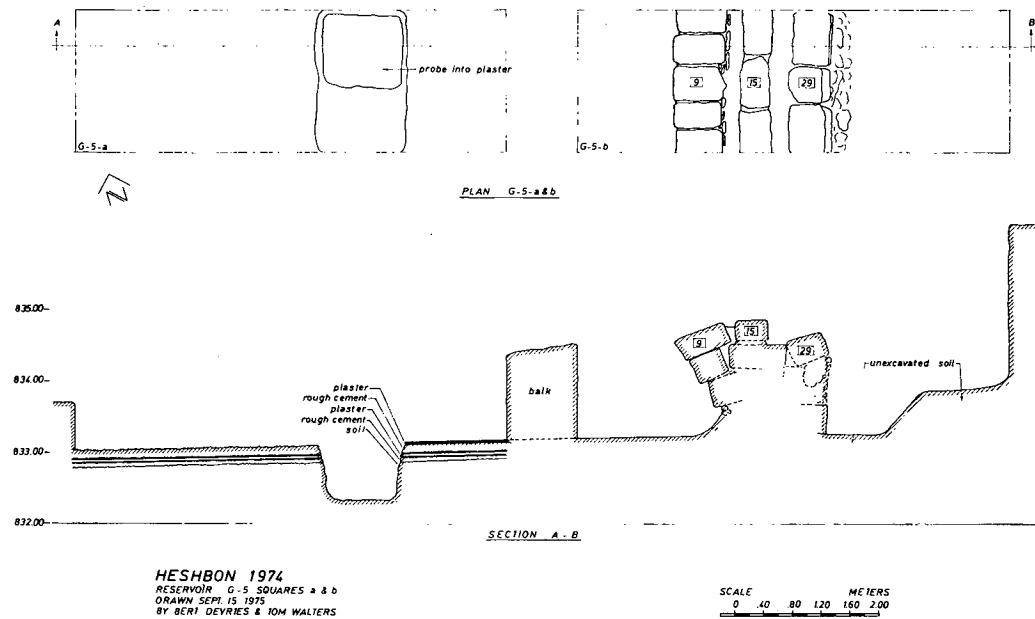 A
B
probe into plaster
9
15
29
G-5-a
G-5-b
N
PLAN G-5-a&b
835.00
834.00
833.00
832.00
plaster
rough cement
plaster
rough cement
soil
balk
9
15
29
unexcavated soil
SECTION A-B
HESHBON 1974
RESERVOIR G-5 SQUARES a & b
DRAWN SEPT. 15 1975
BY BERT DEVRIES & TOM WALTERS
SCALE METERS
0 .40 .80 1.20 1.60 2.00